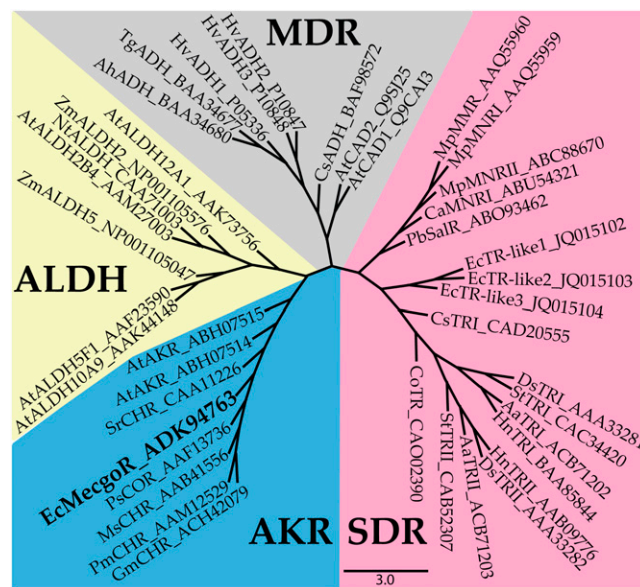 MDR
TgADH_BAA34677
AhADH_BAA34680
HvADH1_P05336
HvADH3_P10848
HvADH2_P10847
CsADH_BAF98572
AtCAD2_Q9SJ25
AtCAD1_Q9CAI3
MpMMR_AAQ55960
MpMNRI_AAQ55959
MpMNRII_ABC88670
CaMNRI_ABU54321
PbSalR_ABO93462
EcTR-like1_JQ015102
EcTR-like2_JQ015103
EcTR-like3_JQ015104
CsTRI_CAD20555
DsTRI_AAA33281
StTRI_CAC34420
AaTRI_ACB71202
HnTRI_BAA85844
HnTRII_AAB09776
DsTRII_AAA33282
AaTRII_ACB71203
StTRII_CAB52307
CoTR_CAO02390
SDR
3.0
AKR
GmCHR_ACH42079
PmCHR_AAM12529
MsCHR_AAB41556
PsCOR_AAF13736
EcMecgoR_ADK94763
SrCHR_CAA11226
AtAKR_ABH07514
AtAKR_ABH07515
ALDH
AtALDH10A9_AAK44148
AtALDH5F1_AAF23590
ZmALDH5_NP001105047
AtALDH2B4_AAM27003
NtALDH_CAA71003
ZmALDH2_NP001105576
AtALDH12A1_AAK73756